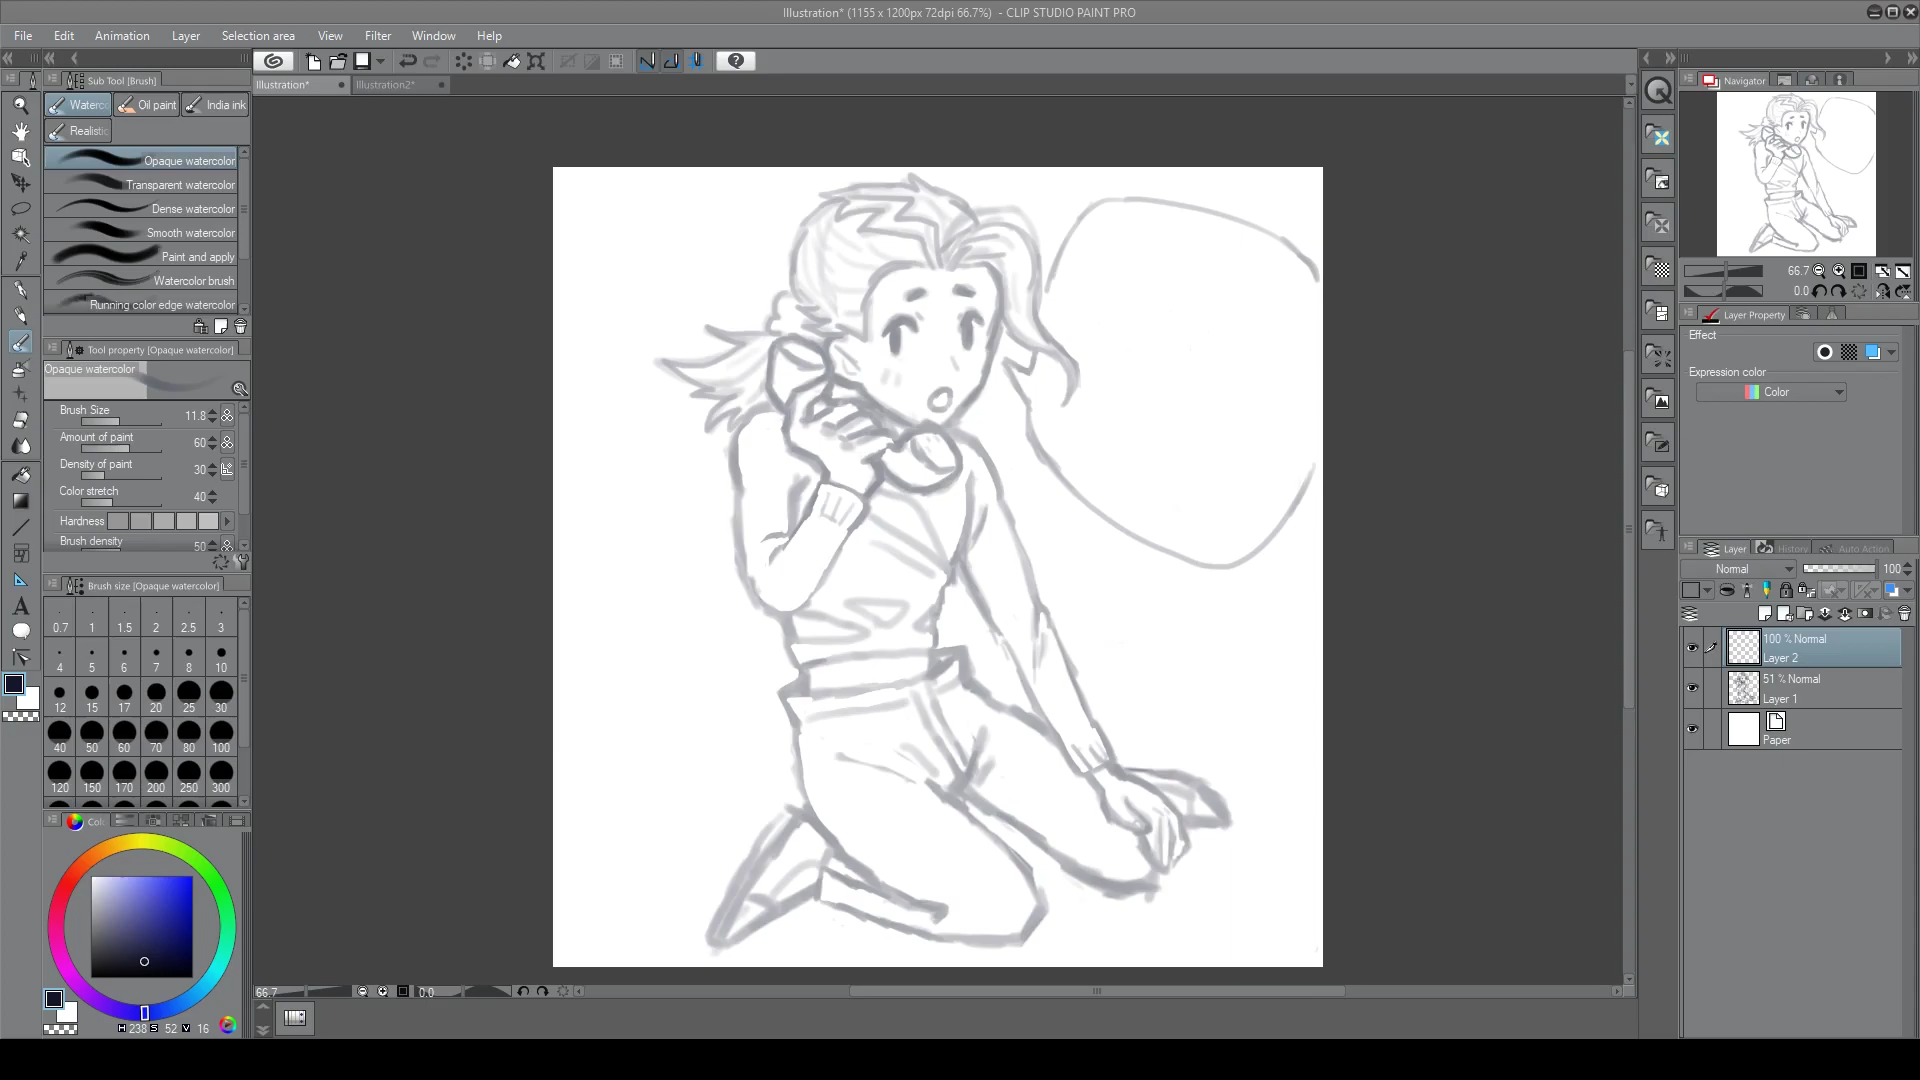 Illustration* (1155 x 1200px 72dpi 66.7%) - CLIP STUDIO PAINT PRO
File Edit Animation Layer Selection area View Filter Window Help
Sub Tool [Brush]
Waterco Oil paint India ink
Realistic
Opaque watercolor
Transparent watercolor
Dense watercolor
Smooth watercolor
Paint and apply
Watercolor brush
Running color edge watercolor
Tool property [Opaque watercolor]
Opaque watercolor
Brush Size 11.8
Amount of paint 60
Density of paint 30
Color stretch 40
Hardness
Brush density 50
Brush size [Opaque watercolor]
0.7 1 1.5 2 2.5 3
4 5 6 7 8 10
12 15 17 20 25 30
40 50 60 70 80 100
120 150 170 200 250 300
Col
H 238 S 52 V 16
A
Illustration* Illustration2*
66.7 0.0
Navigator
66.7
0.0
Layer Property
Effect
Expression color
Color
Layer History Auto Action
Normal 100
100 % Normal
Layer 2
51 % Normal
Layer 1
Paper